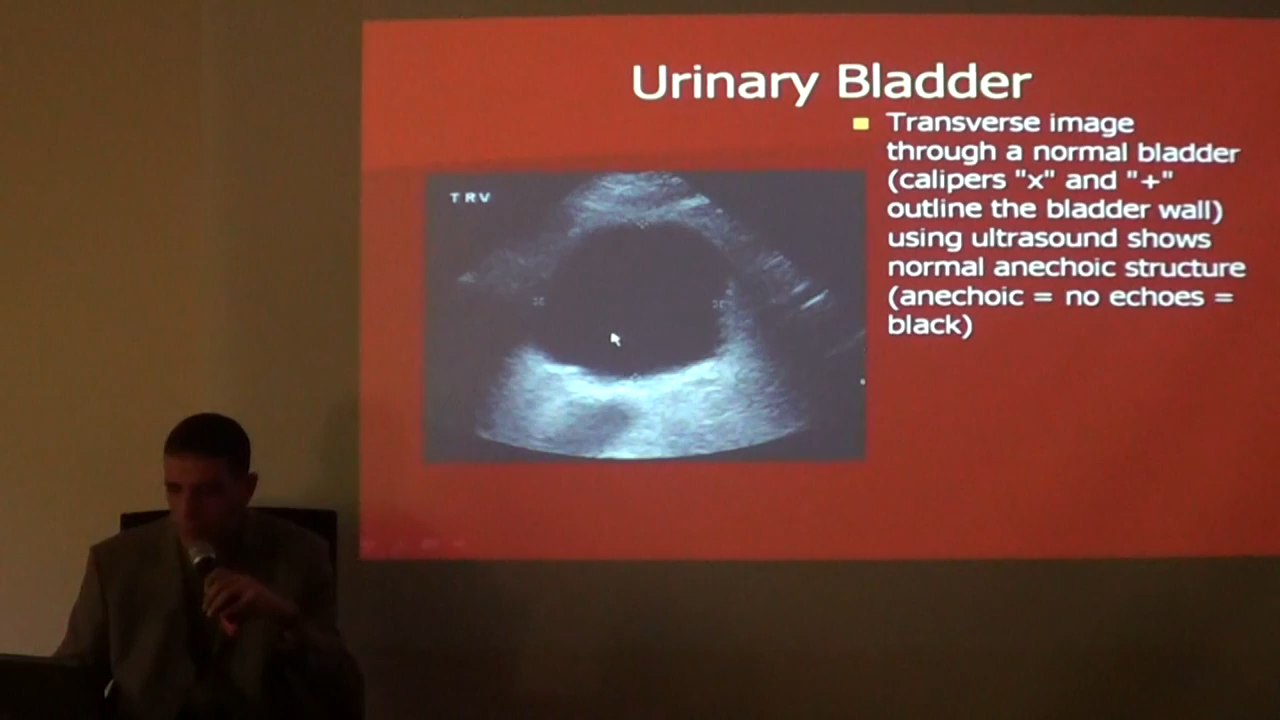 Urinary Bladder
Transverse image
through a normal bladder
(calipers "x" and "+"
outline the bladder wall)
using ultrasound shows
normal anechoic structure
(anechoic = no echoes =
black)
TRV